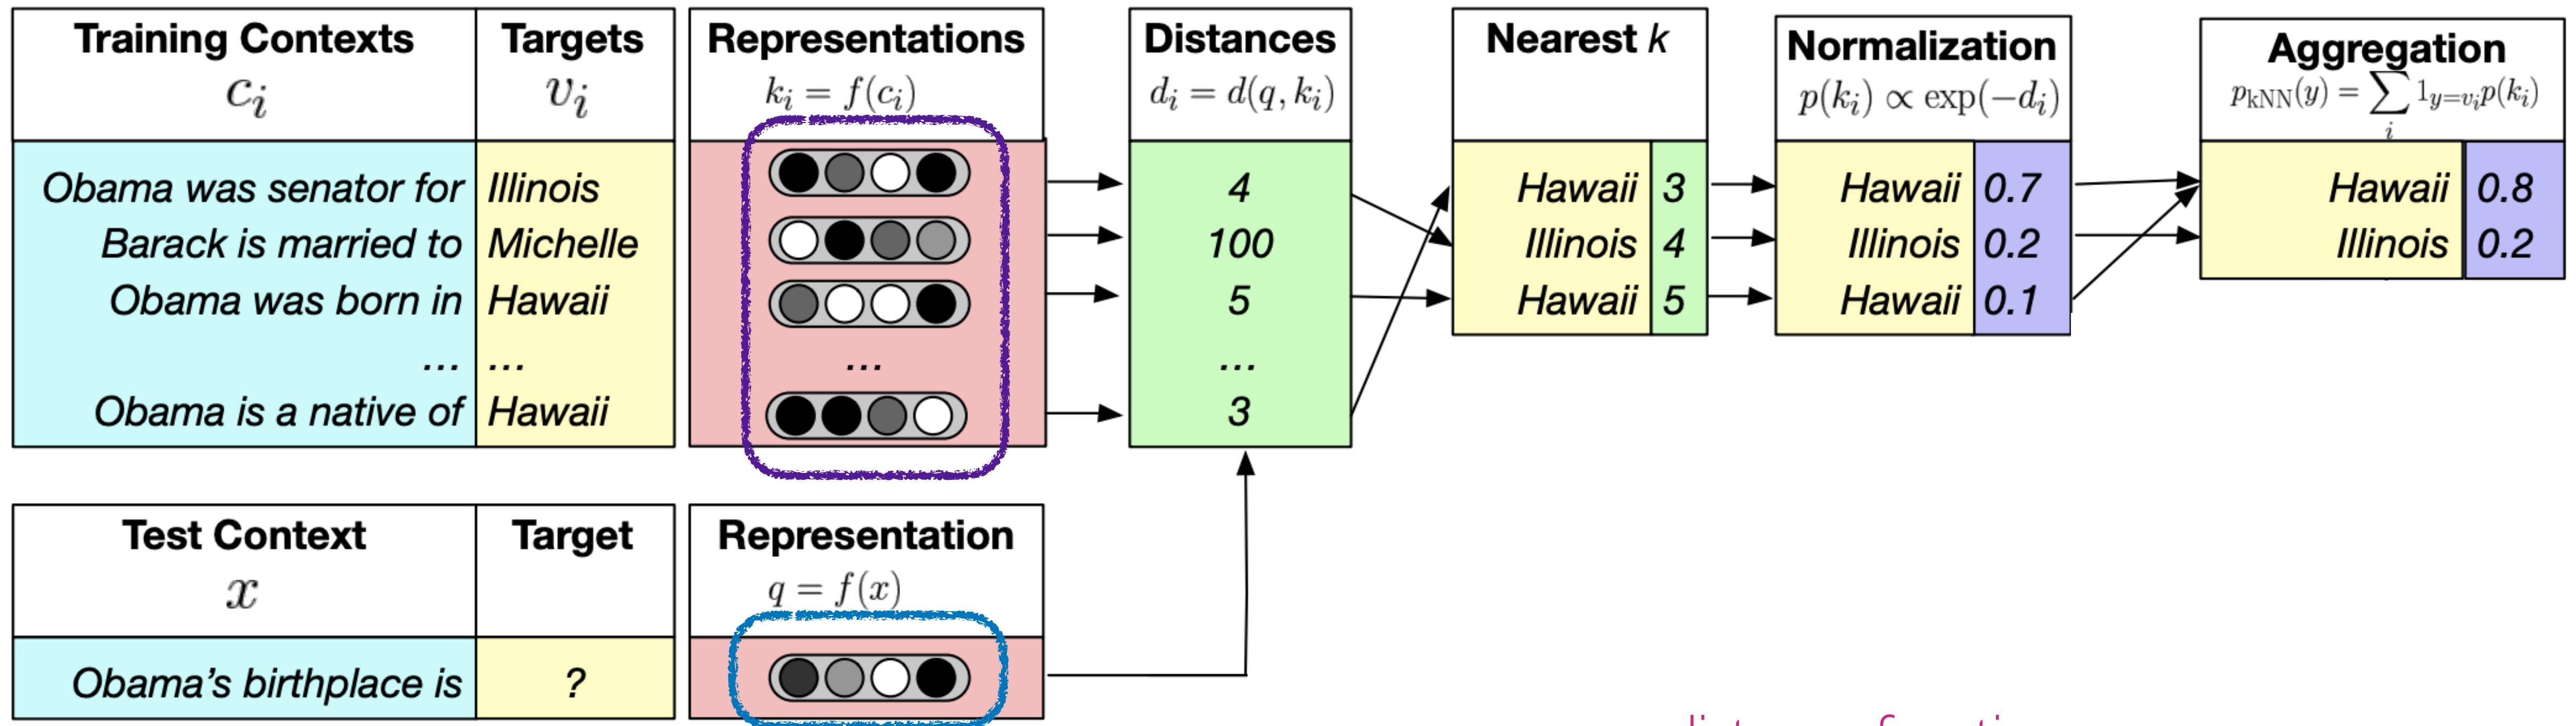 Training Contexts Targets Representations Distances Nearest k Normalization Aggregation
c_i v_i k_i = f(c_i) d_i = d(q, k_i) p(k_i) ∝ exp(−d_i) p_kNN(y) = ∑_i 1_{y=v_i} p(k_i)
Obama was senator for Illinois 4 Hawaii 3 Hawaii 0.7 Hawaii 0.8
Barack is married to Michelle 100 Illinois 4 Illinois 0.2 Illinois 0.2
Obama was born in Hawaii 5 Hawaii 5 Hawaii 0.1
... ... ... ...
Obama is a native of Hawaii 3
Test Context Target Representation
x q = f(x)
Obama's birthplace is ?